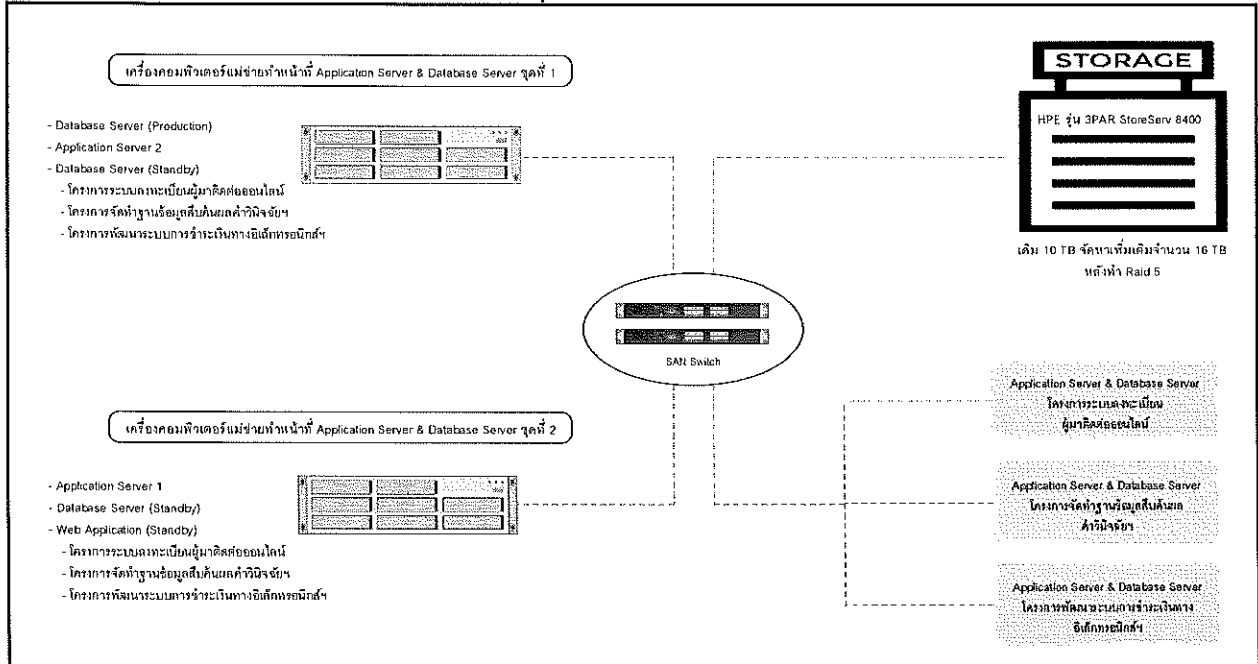 เครื่องคอมพิวเตอร์แม่ข่ายทำหน้าที่ Application Server & Database Server ชุดที่ 1
- Database Server (Production)
- Application Server 2
- Database Server (Standby)
- โครงการระบบลงทะเบียนผู้มาติดต่อออนไลน์
- โครงการจัดทำฐานข้อมูลสืบค้นผลคำวินิจฉัยฯ
- โครงการพัฒนาระบบการชำระเงินทางอิเล็กทรอนิกส์ฯ
STORAGE
HPE รุ่น 3PAR StoreServ 8400
เดิม 10 TB จัดหาเพิ่มเติมจำนวน 16 TB
หลังทำ Raid 5
SAN Switch
เครื่องคอมพิวเตอร์แม่ข่ายทำหน้าที่ Application Server & Database Server ชุดที่ 2
- Application Server 1
- Database Server (Standby)
- Web Application (Standby)
- โครงการระบบลงทะเบียนผู้มาติดต่อออนไลน์
- โครงการจัดทำฐานข้อมูลสืบค้นผลคำวินิจฉัยฯ
- โครงการพัฒนาระบบการชำระเงินทางอิเล็กทรอนิกส์ฯ
Application Server & Database Server
โครงการระบบลงทะเบียน
ผู้มาติดต่อออนไลน์
Application Server & Database Server
โครงการจัดทำฐานข้อมูลสืบค้นผล
คำวินิจฉัยฯ
Application Server & Database Server
โครงการพัฒนาระบบการชำระเงินทาง
อิเล็กทรอนิกส์ฯ